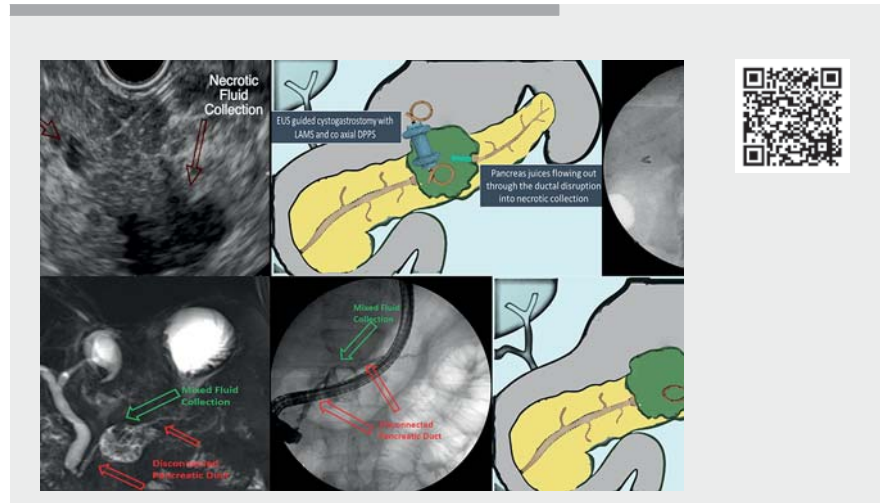 Necrotic
Fluid
Collection
EUS guided cystogastrostomy with
LAMS and co axial DPPS
Pancreas juices flowing out
through the ductal disruption
into necrotic collection
Mixed Fluid
Collection
Disconnected
Pancreatic Duct
Mixed Fluid
Collection
Disconnected
Pancreatic Duct